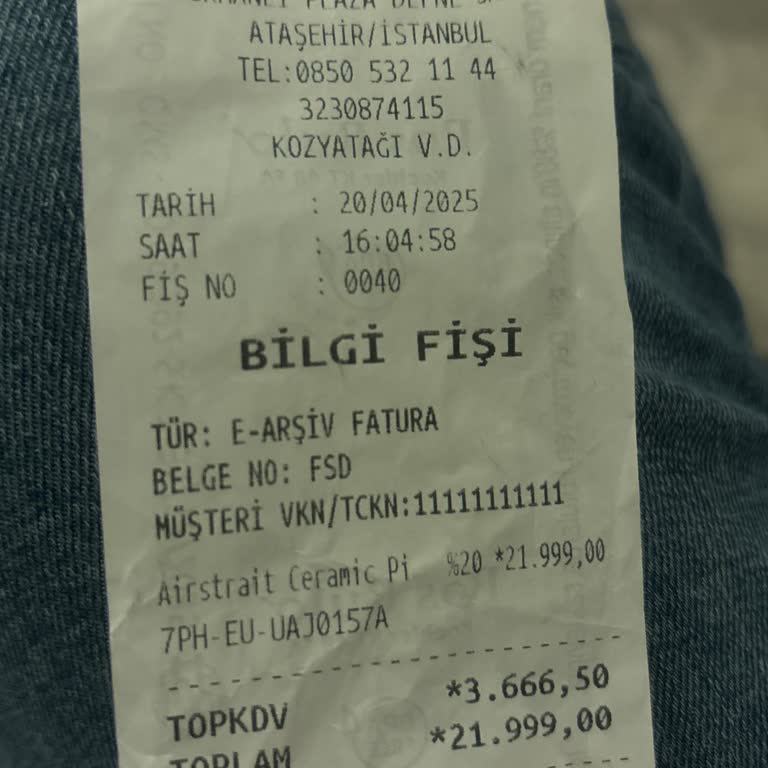 ATAŞEHİR/İSTANBUL
TEL:0850 532 11 44
3230874115
KOZYATAĞI V.D.
TARİH : 20/04/2025
SAAT : 16:04:58
FİŞ NO : 0040
BİLGİ FİŞİ
TÜR: E-ARŞİV FATURA
BELGE NO: FSD
MÜŞTERİ VKN/TCKN:11111111111
Airstrait Ceramic Pi %20 *21.999,00
7PH-EU-UAJ0157A
TOPKDV *3.666,50
TOPLAM *21.999,00